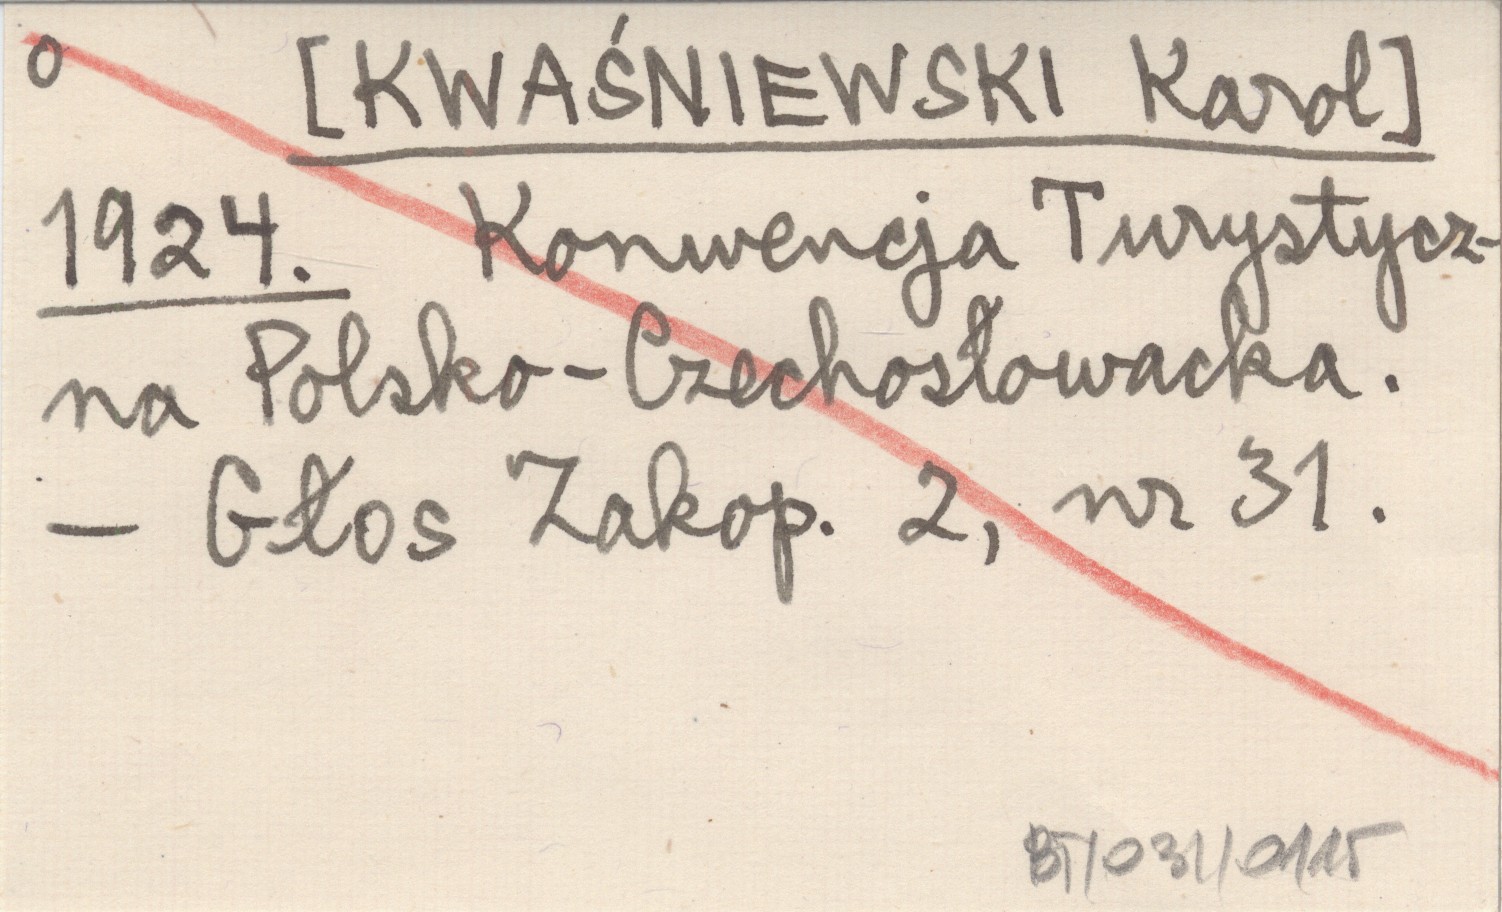 o [KWAŚNIEWSKI Karol]
1924. Konwencja Turystycz-
na Polsko-Czechosłowacka.
— Głos Zakop. 2, nr 31.
BT/031/0115